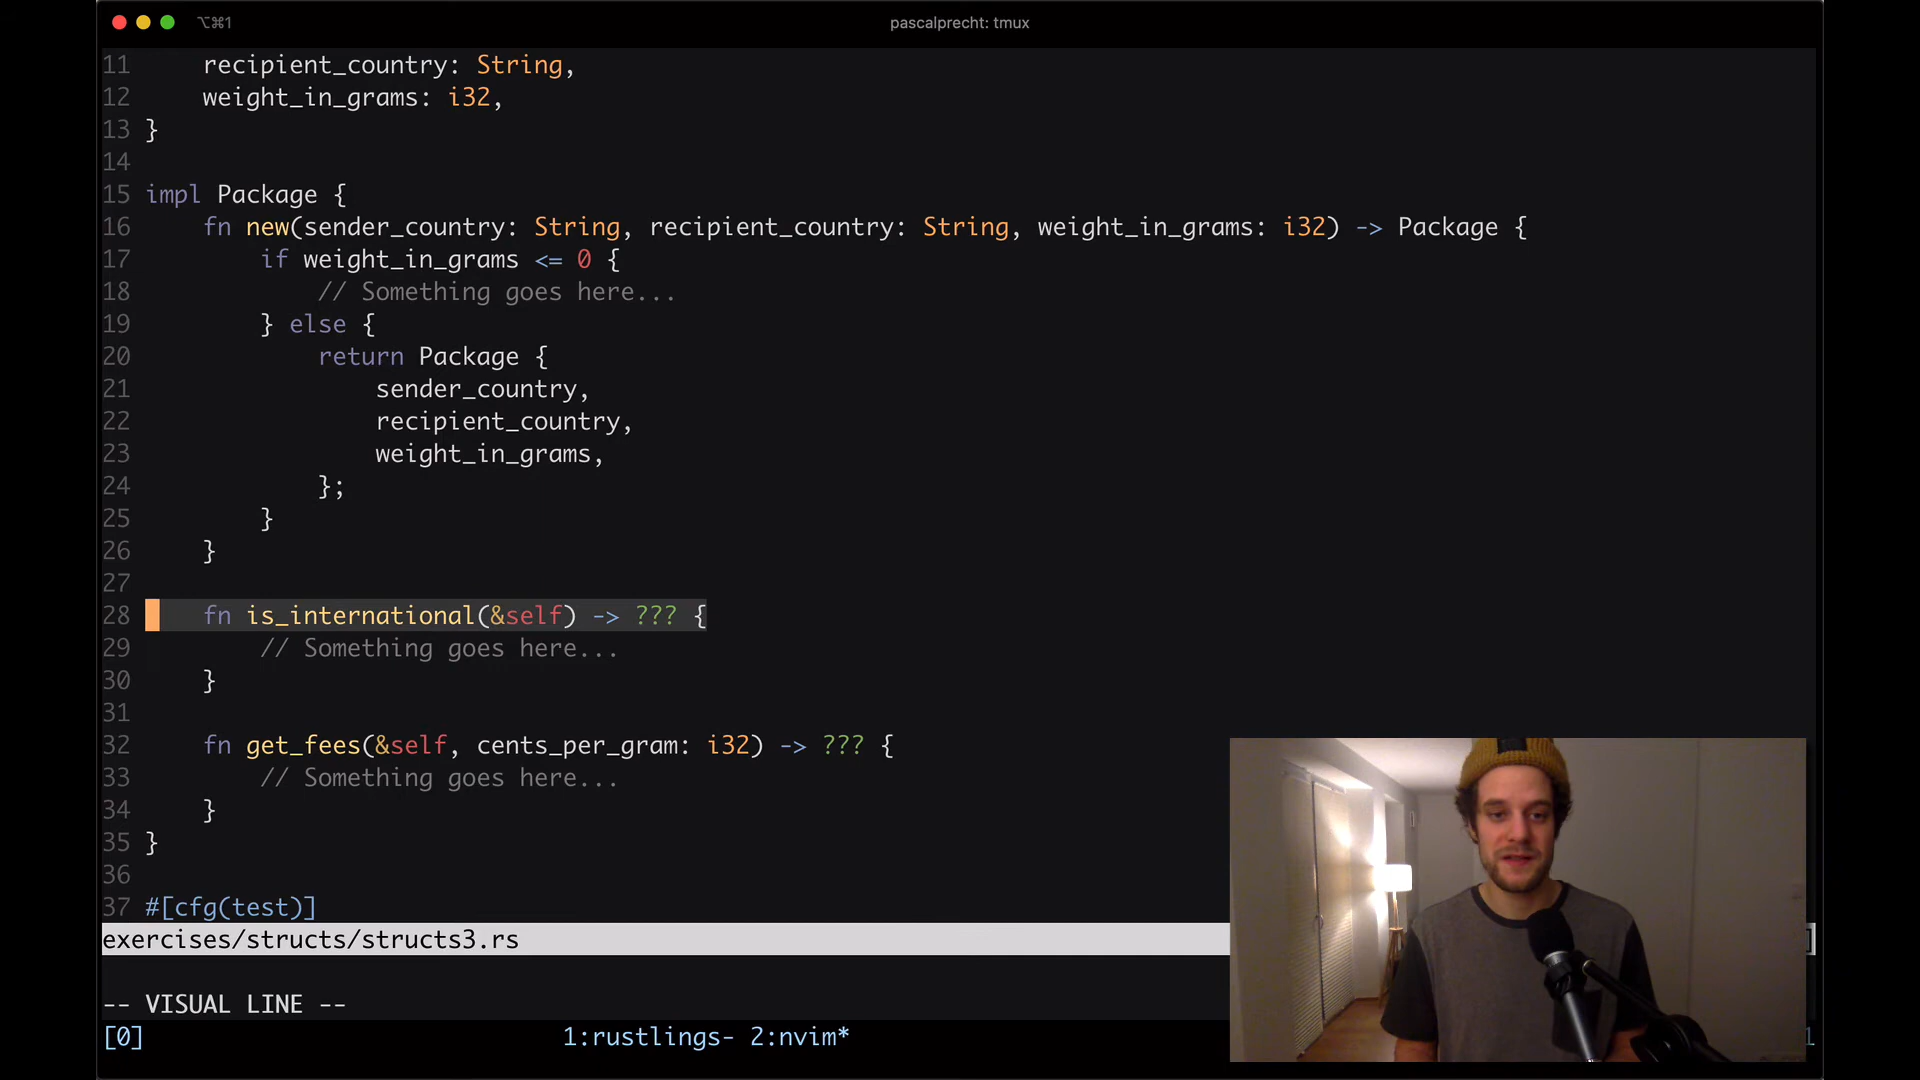 ⌥⌘1
pascalprecht: tmux
11 recipient_country: String,
12 weight_in_grams: i32,
13 }
14
15 impl Package {
16 fn new(sender_country: String, recipient_country: String, weight_in_grams: i32) -> Package {
17 if weight_in_grams <= 0 {
18 // Something goes here...
19 } else {
20 return Package {
21 sender_country,
22 recipient_country,
23 weight_in_grams,
24 };
25 }
26 }
27
28 fn is_international(&self) -> ??? {
29 // Something goes here...
30 }
31
32 fn get_fees(&self, cents_per_gram: i32) -> ??? {
33 // Something goes here...
34 }
35 }
36
37 #[cfg(test)]
exercises/structs/structs3.rs
-- VISUAL LINE --
[0] 1:rustlings- 2:nvim*